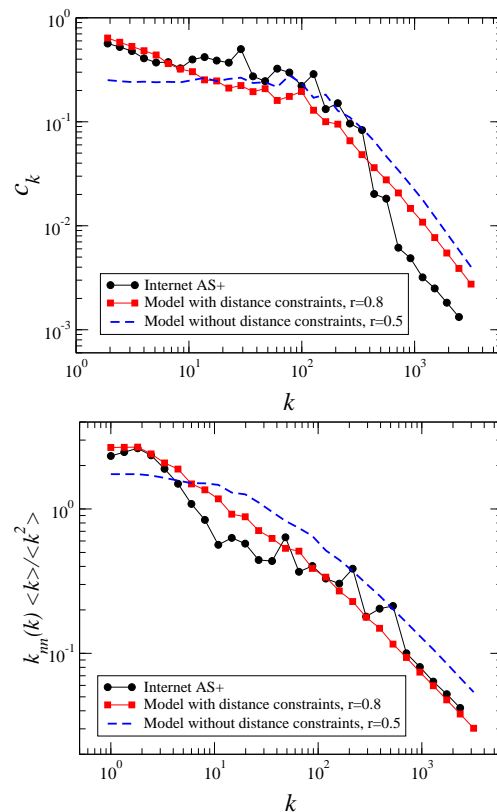 10^0
10^-1
c_k
10^-2
10^-3
Internet AS+
Model with distance constraints, r=0.8
Model without distance constraints, r=0.5
10^0 10^1 10^2 10^3
k
10^0
k_nn(k) <k>/<k^2>
10^-1
Internet AS+
Model with distance constraints, r=0.8
Model without distance constraints, r=0.5
10^0 10^1 10^2 10^3
k